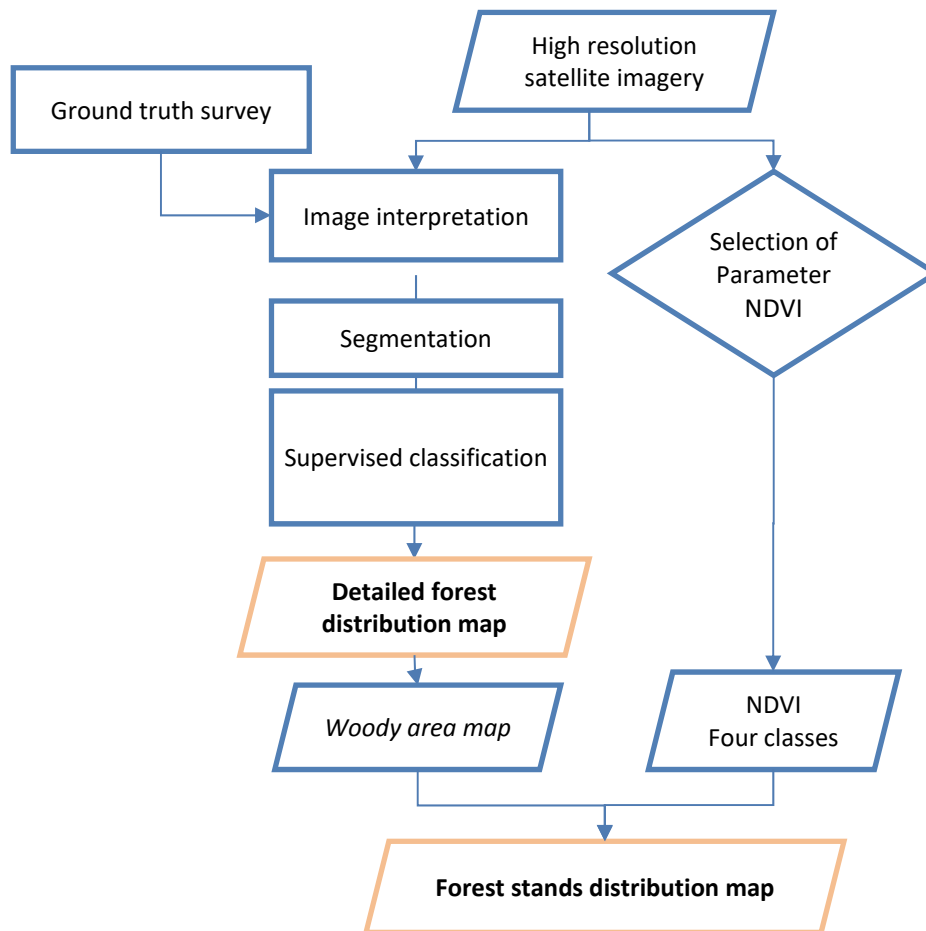 High resolution
satellite imagery
Ground truth survey
Image interpretation
Selection of
Parameter
NDVI
Segmentation
Supervised classification
Detailed forest
distribution map
Woody area map
NDVI
Four classes
Forest stands distribution map